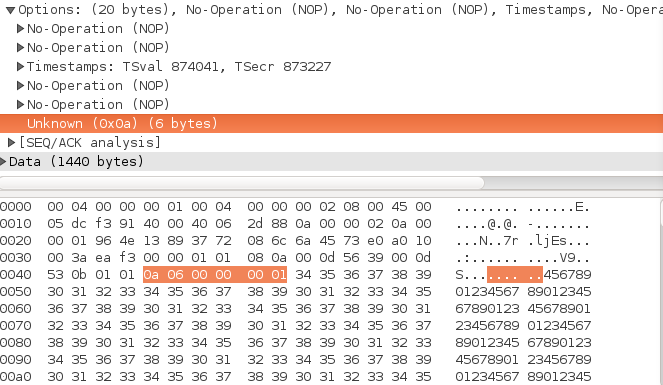 Options: (20 bytes), No-Operation (NOP), No-Operation (NOP), Timestamps, No-Opera
No-Operation (NOP)
No-Operation (NOP)
Timestamps: TSval 874041, TSecr 873227
No-Operation (NOP)
No-Operation (NOP)
Unknown (0x0a) (6 bytes)
[SEQ/ACK analysis]
Data (1440 bytes)
0000 00 04 00 00 00 01 00 04 00 00 00 02 08 00 45 00 ........ ......E.
0010 05 dc f3 91 40 00 40 06 2d 88 0a 00 00 02 0a 00 ....@.@. -.......
0020 00 01 96 4e 13 89 37 72 08 6c 6a 45 73 e0 a0 10 ...N..7r .ljEs...
0030 00 3a ea f3 00 00 01 01 08 0a 00 0d 56 39 00 0d .:...... ....V9..
0040 53 0b 01 01 0a 06 00 00 00 01 34 35 36 37 38 39 S....... ..456789
0050 30 31 32 33 34 35 36 37 38 39 30 31 32 33 34 35 01234567 89012345
0060 36 37 38 39 30 31 32 33 34 35 36 37 38 39 30 31 67890123 45678901
0070 32 33 34 35 36 37 38 39 30 31 32 33 34 35 36 37 23456789 01234567
0080 38 39 30 31 32 33 34 35 36 37 38 39 30 31 32 33 89012345 67890123
0090 34 35 36 37 38 39 30 31 32 33 34 35 36 37 38 39 45678901 23456789
00a0 30 31 32 33 34 35 36 37 38 39 30 31 32 33 34 35 01234567 89012345